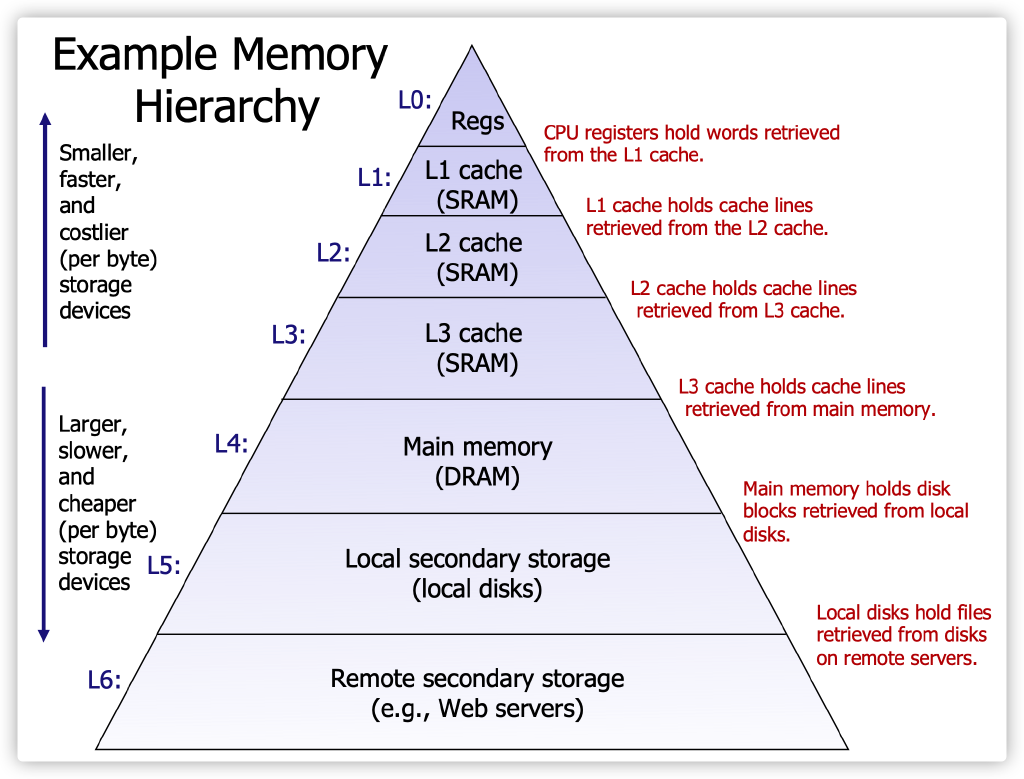 Example Memory
Hierarchy
Smaller,
faster,
and
costlier
(per byte)
storage
devices
Larger,
slower,
and
cheaper
(per byte)
storage
devices
L0:
Regs
CPU registers hold words retrieved
from the L1 cache.
L1:
L1 cache
(SRAM)
L1 cache holds cache lines
retrieved from the L2 cache.
L2:
L2 cache
(SRAM)
L2 cache holds cache lines
retrieved from L3 cache.
L3:
L3 cache
(SRAM)
L3 cache holds cache lines
retrieved from main memory.
L4:
Main memory
(DRAM)
Main memory holds disk
blocks retrieved from local
disks.
L5:
Local secondary storage
(local disks)
Local disks hold files
retrieved from disks
on remote servers.
L6:
Remote secondary storage
(e.g., Web servers)